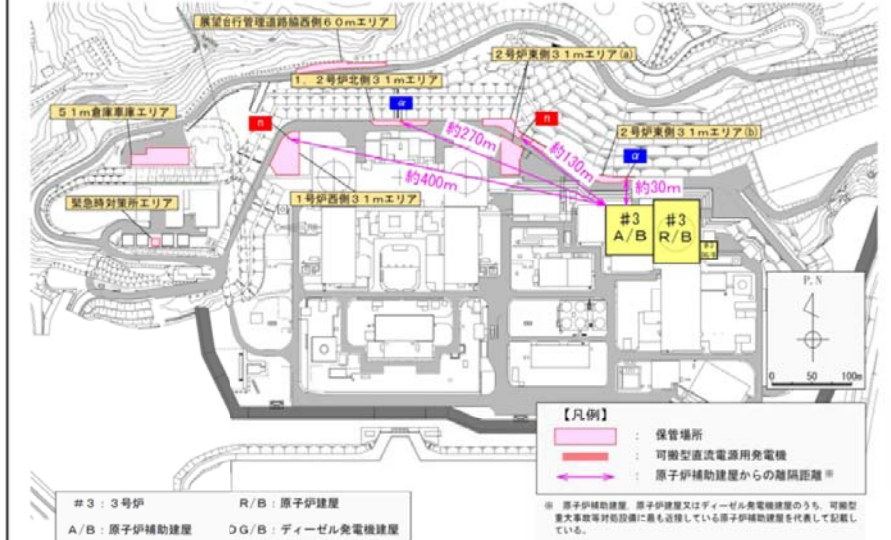 展望台行管理道路脇西側60mエリア
2号炉東側31mエリア(a)
1、2号炉北側31mエリア
α
n
n
51m倉庫車庫エリア
2号炉東側31mエリア(b)
約270m
約130m
α
約400m
約30m
緊急時対策所エリア
1号炉西側31mエリア
#3
A/B
#3
R/B
#3
P.N
0 50 100m
【凡例】
: 保管場所
: 可搬型直流電源用発電機
: 原子炉補助建屋からの離隔距離※
#3:3号炉 R/B:原子炉建屋
A/B:原子炉補助建屋 DG/B:ディーゼル発電機建屋
※ 原子炉補助建屋、原子炉建屋又はディーゼル発電機建屋のうち、可搬型
重大事故等対処設備に最も近接している原子炉補助建屋を代表して記載し
ている。